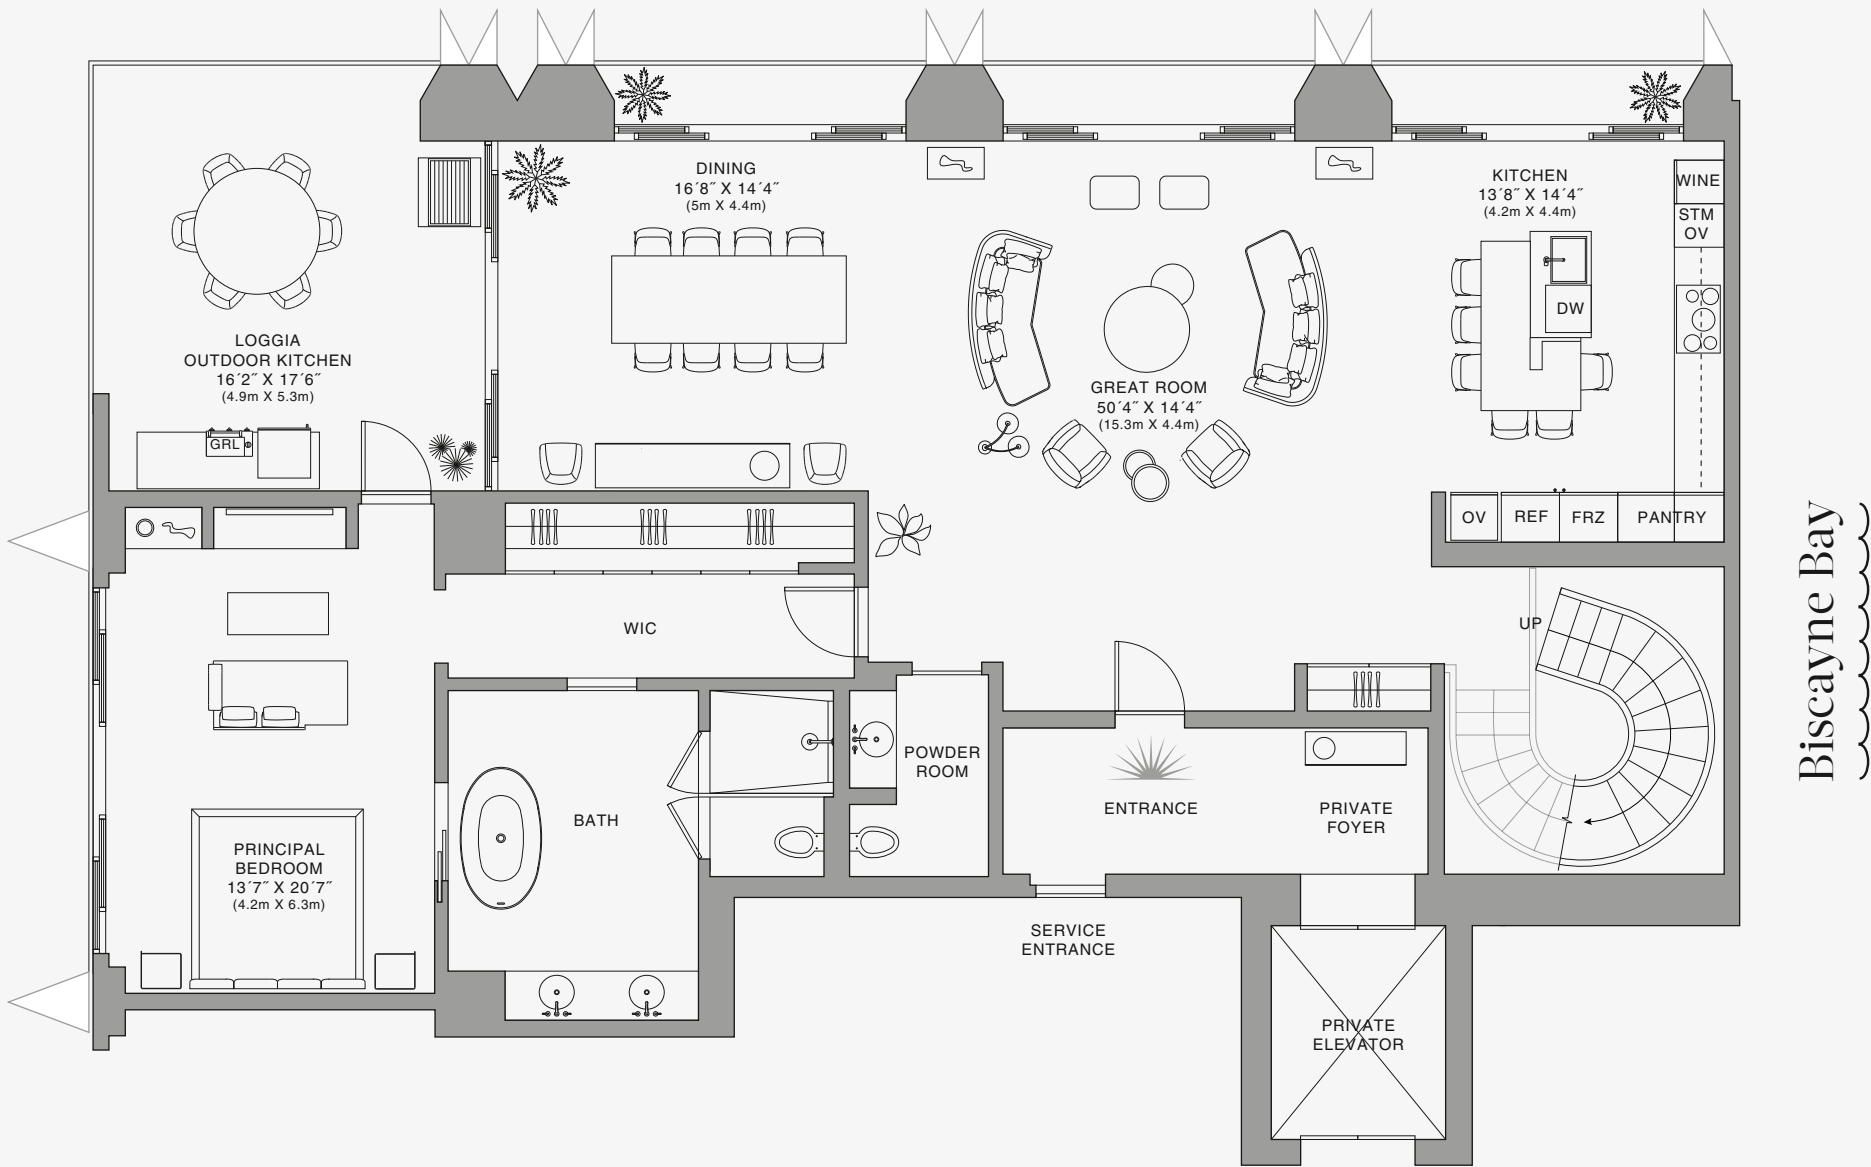 DINING
16´8˝ X 14´4˝
(5m X 4.4m)
KITCHEN
13´8˝ X 14´4˝
(4.2m X 4.4m)
WINE
STM
OV
DW
LOGGIA
OUTDOOR KITCHEN
16´2˝ X 17´6˝
(4.9m X 5.3m)
GRL
GREAT ROOM
50´4˝ X 14´4˝
(15.3m X 4.4m)
OV
REF
FRZ
PANTRY
WIC
UP
Biscayne Bay
POWDER
ROOM
BATH
ENTRANCE
PRIVATE
FOYER
PRINCIPAL
BEDROOM
13´7˝ X 20´7˝
(4.2m X 6.3m)
SERVICE
ENTRANCE
PRIVATE
ELEVATOR